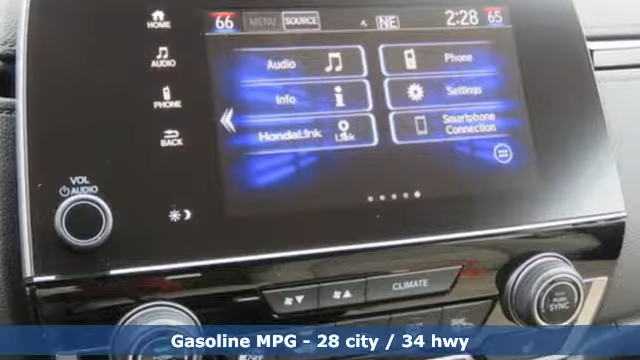 66 MENU SOURCE NE 2:28 65
HOME
AUDIO
PHONE
BACK
Audio
Phone
Info
Settings
HondaLink
Link
Smartphone
Connection
VOL
AUDIO
CLIMATE
PUSH
SYNC
Gasoline MPG - 28 city / 34 hwy